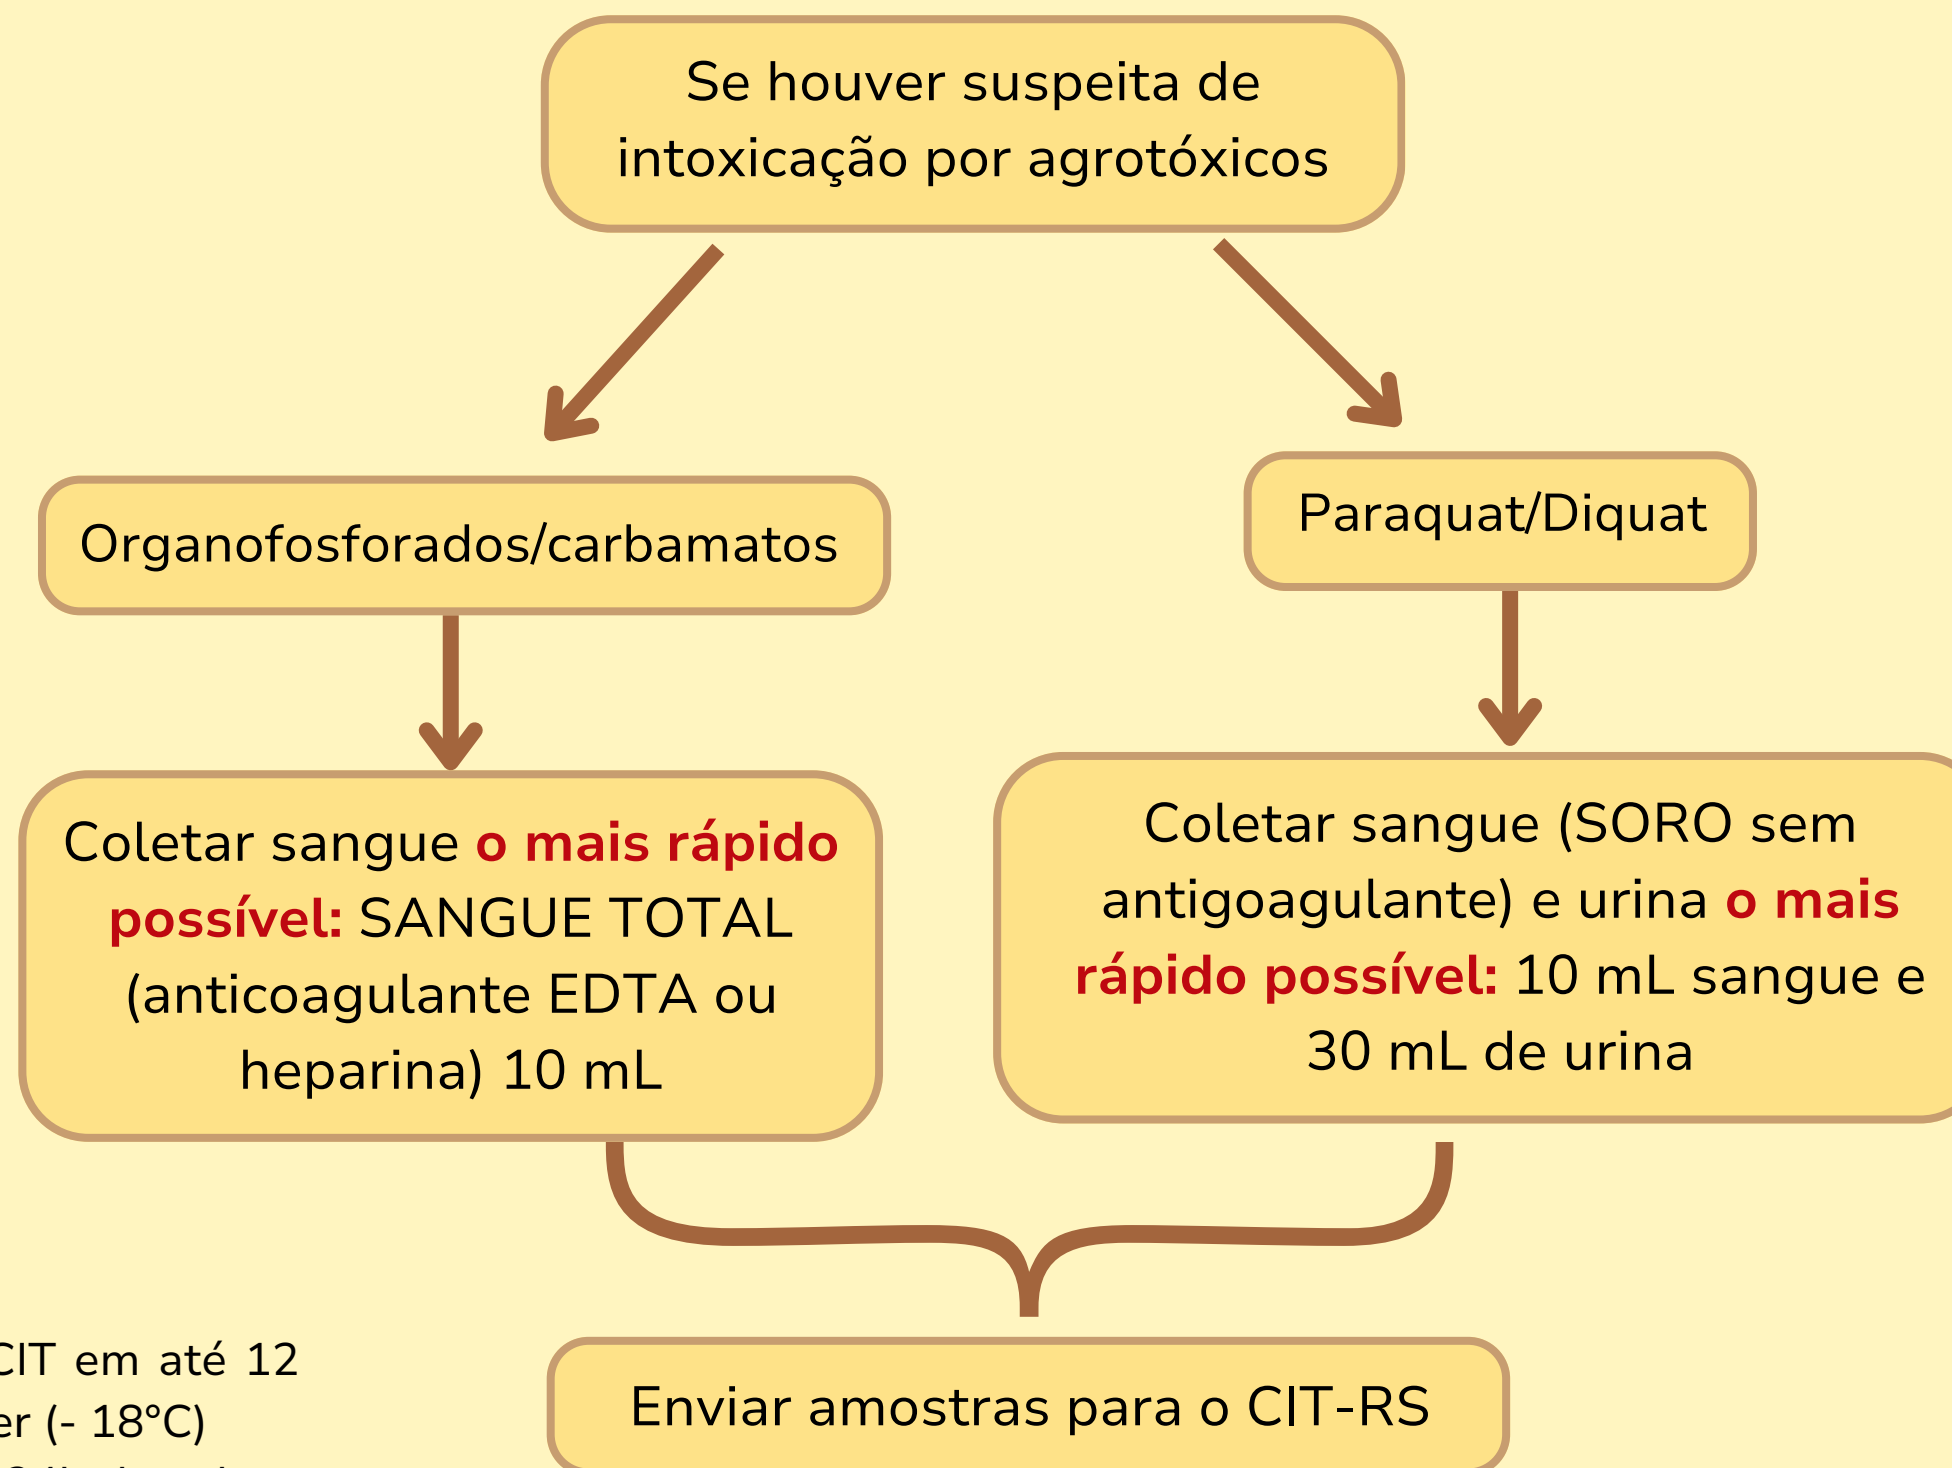 Se houver suspeita de
intoxicação por agrotóxicos
Organofosforados/carbamatos
Paraquat/Diquat
Coletar sangue o mais rápido
possível: SANGUE TOTAL
(anticoagulante EDTA ou
heparina) 10 mL
Coletar sangue (SORO sem
antigoagulante) e urina o mais
rápido possível: 10 mL sangue e
30 mL de urina
CIT em até 12
er (- 18°C)
Enviar amostras para o CIT-RS